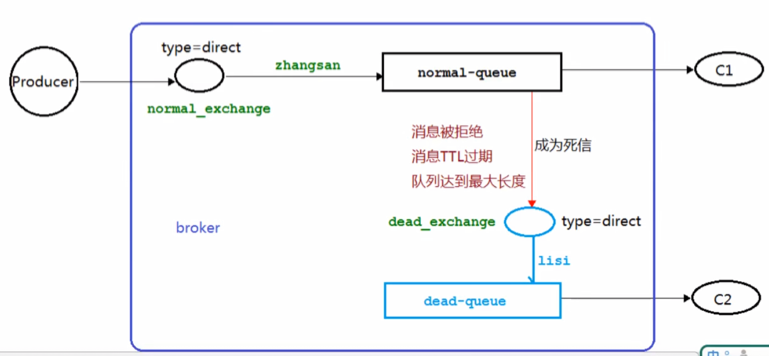 type=direct
zhangsan
Producer
normal-queue
C1
normal_exchange
消息被拒绝
消息TTL过期
成为死信
队列达到最大长度
dead_exchange
type=direct
broker
lisi
dead-queue
C2
中